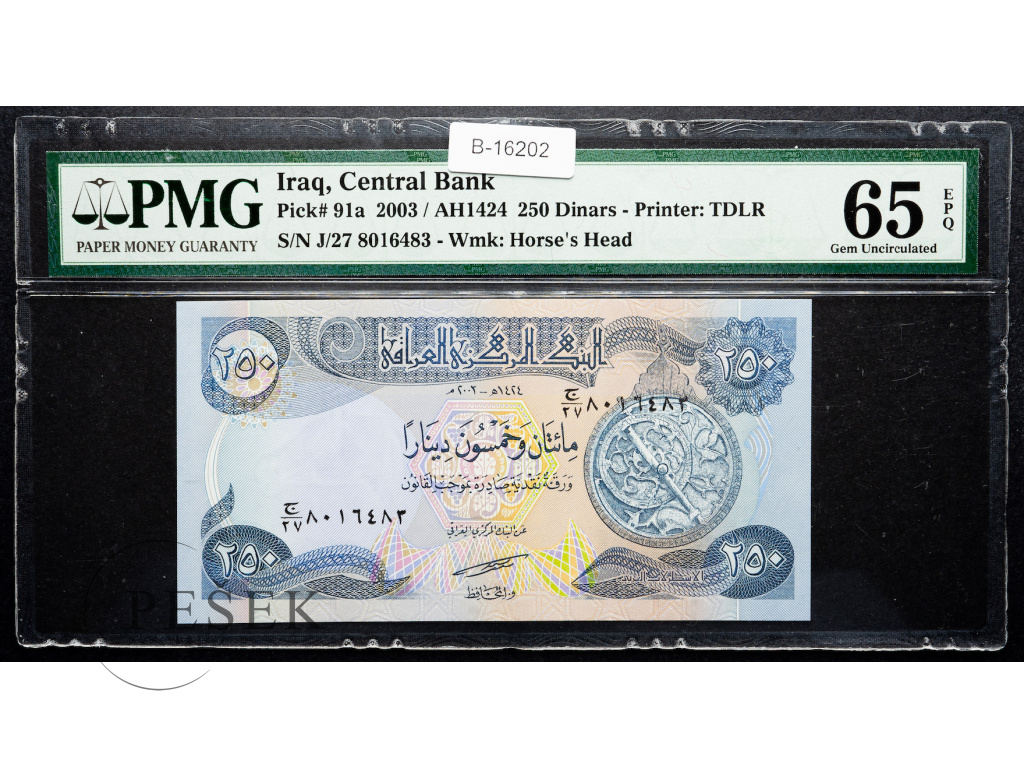 B-16202
PMG
PAPER MONEY GUARANTY
Iraq, Central Bank
Pick# 91a 2003 / AH1424 250 Dinars - Printer: TDLR
S/N J/27 8016483 - Wmk: Horse's Head
65 EPQ
Gem Uncirculated
البنك المركزي العراقي
٢٥٠ ٢٥٠
١٤٢٤هـ - ٢٠٠٣م
ج/٢٧ ٨٠١٦٤٨٣
مائتان وخمسون دينارًا
ورقة نقدية صادرة بموجب القانون
ج/٢٧ ٨٠١٦٤٨٣
عن البنك المركزي العراقي
٢٥٠ ٢٥٠
و. المحافظ
PESEK